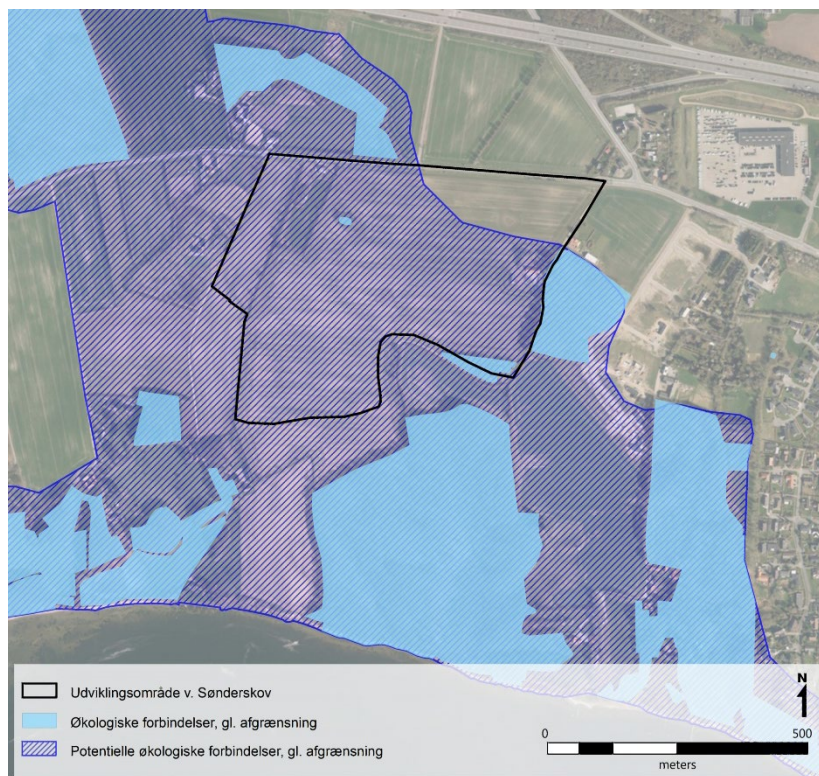 Udviklingsområde v. Sønderskov
Økologiske forbindelser, gl. afgrænsning
Potentielle økologiske forbindelser, gl. afgrænsning
N
0 500
meters